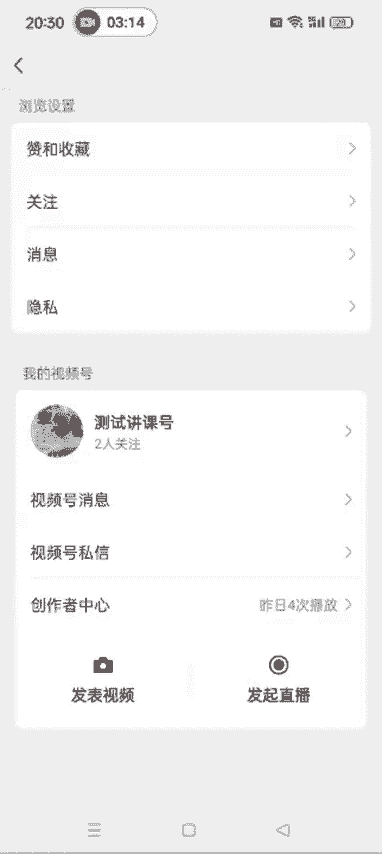 20:30 03:14
浏览设置
赞和收藏
关注
消息
隐私
我的视频号
测试讲课号
2人关注
视频号消息
视频号私信
创作者中心 昨日4次播放
发表视频 发起直播